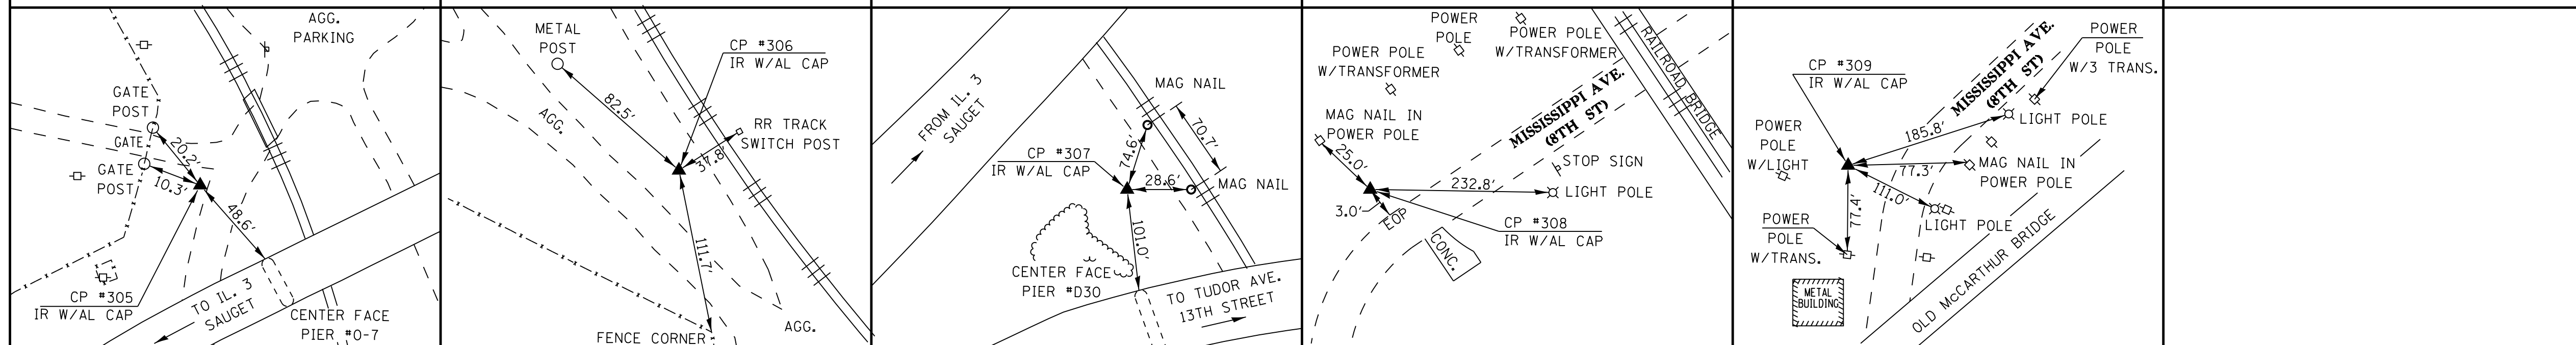 AGG.
PARKING
GATE
POST
20.2'
GATE
GATE
POST
10.3'
48.6'
CP #305
IR W/AL CAP
TO IL. 3
SAUGET
CENTER FACE
PIER #O-7
METAL
POST
CP #306
IR W/AL CAP
82.5'
AGG.
RR TRACK
SWITCH POST
37.8'
111.7'
FENCE CORNER
AGG.
FROM IL. 3
SAUGET
MAG NAIL
70.7'
74.6'
CP #307
IR W/AL CAP
28.6'
MAG NAIL
101.0'
CENTER FACE
PIER #D30
TO TUDOR AVE.
13TH STREET
POWER
POLE
POWER POLE
W/TRANSFORMER
POWER POLE
W/TRANSFORMER
RAILROAD BRIDGE
MISSISSIPPI AVE.
(8TH ST)
MAG NAIL IN
POWER POLE
25.0'
STOP SIGN
232.8'
LIGHT POLE
3.0'
EOP
CP #308
IR W/AL CAP
CONC.
CP #309
IR W/AL CAP
MISSISSIPPI AVE.
(8TH ST)
POWER
POLE
W/3 TRANS.
185.8'
LIGHT POLE
POWER
POLE
W/LIGHT
77.3'
MAG NAIL IN
POWER POLE
111.0'
77.4'
LIGHT POLE
POWER
POLE
W/TRANS.
METAL
BUILDING
OLD McCARTHUR BRIDGE